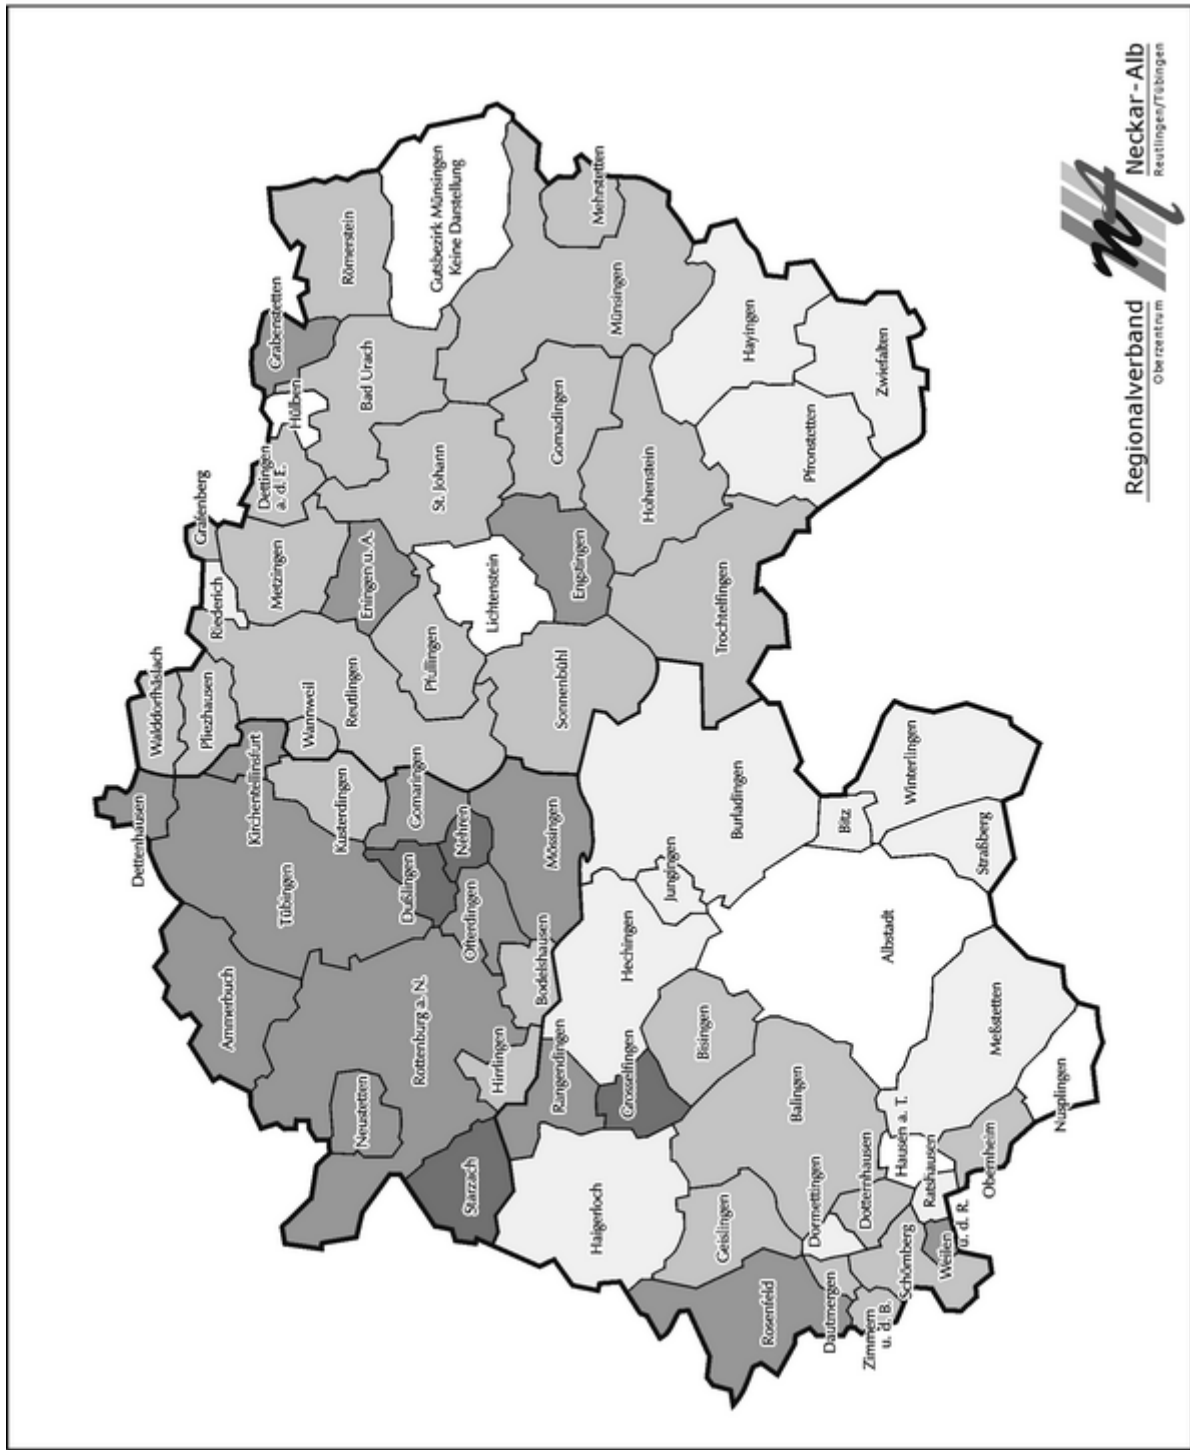 Dettenhausen
Walddorfhäslach
Pliezhausen
Riederich
Grafenberg
Dettingen
a. d. E.
Hülben
Grabenstetten
Römerstein
Gutsbezirk Münsingen
Keine Darstellung
Ammerbuch
Tübingen
Kirchentellinsfurt
Wannweil
Kusterdingen
Reutlingen
Metzingen
Eningen u. A.
Bad Urach
St. Johann
Pfullingen
Lichtenstein
Gomaringen
Dußlingen
Nehren
Ofterdingen
Mössingen
Bodelshausen
Rottenburg a. N.
Neustetten
Hirrlingen
Starzach
Sonnenbühl
Engstingen
Gomadingen
Münsingen
Mehrstetten
Hohenstein
Trochtelfingen
Hayingen
Pfronstetten
Zwiefalten
Rangendingen
Grosselfingen
Hechingen
Jungingen
Burladingen
Haigerloch
Bisingen
Balingen
Geislingen
Rosenfeld
Dormettingen
Dautmergen
Dotternhausen
Zimmern
u. d. B.
Schömberg
Hausen a. T.
Ratshausen
Weilen
u. d. R.
Obernheim
Nusplingen
Meßstetten
Albstadt
Bitz
Winterlingen
Straßberg
Regionalverband
Oberzentrum
Neckar-Alb
Reutlingen/Tübingen